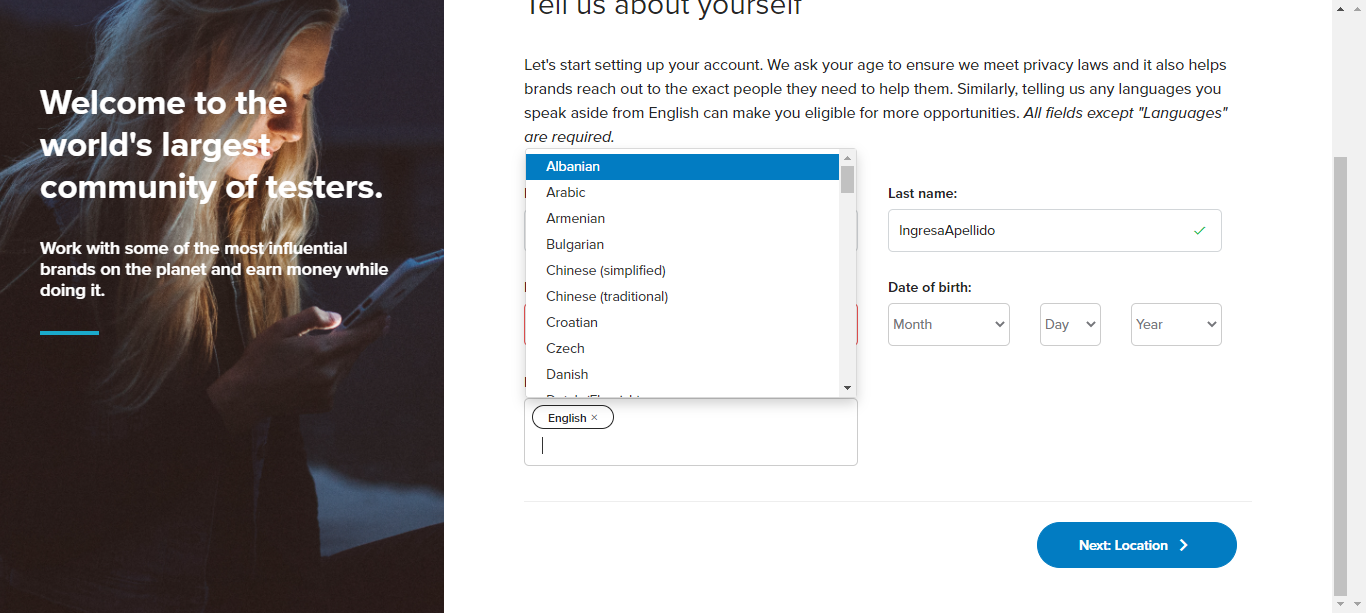 Tell us about yourself
Welcome to the
world's largest
community of testers.
Work with some of the most influential
brands on the planet and earn money while
doing it.
Let's start setting up your account. We ask your age to ensure we meet privacy laws and it also helps
brands reach out to the exact people they need to help them. Similarly, telling us any languages you
speak aside from English can make you eligible for more opportunities. All fields except "Languages"
are required.
Albanian
Arabic
Armenian
Bulgarian
Chinese (simplified)
Chinese (traditional)
Croatian
Czech
Danish
English ×
Last name:
IngresaApellido
Date of birth:
Month
Day
Year
Next: Location